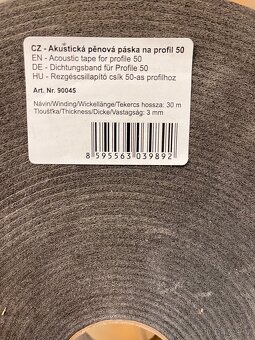 CZ - Akustická pěnová páska na profil 50
EN - Acoustic tape for profile 50
DE - Dichtungsband für Profile 50
HU - Rezgéscsillapító csík 50-as profilhoz
Art. Nr. 90045
Návin/Winding/Wickellänge/Tekercs hossza: 30 m
Tloušťka/Thickness/Dicke/Vastagság: 3 mm
8 595563 039892